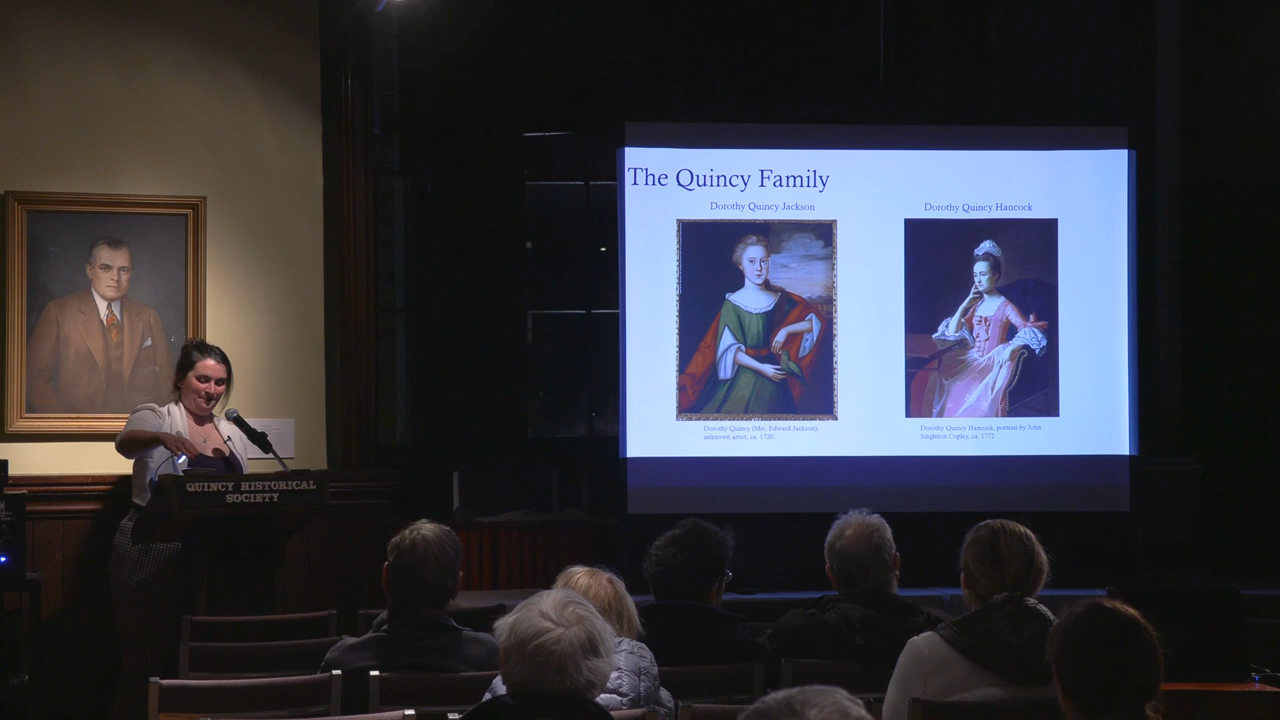 The Quincy Family
Dorothy Quincy Jackson
Dorothy Quincy Hancock
Dorothy Quincy (Mrs. Edward Jackson),
unknown artist, ca. 1720.
Dorothy Quincy Hancock, portrait by John
Singleton Copley, ca. 1772.
QUINCY HISTORICAL
SOCIETY